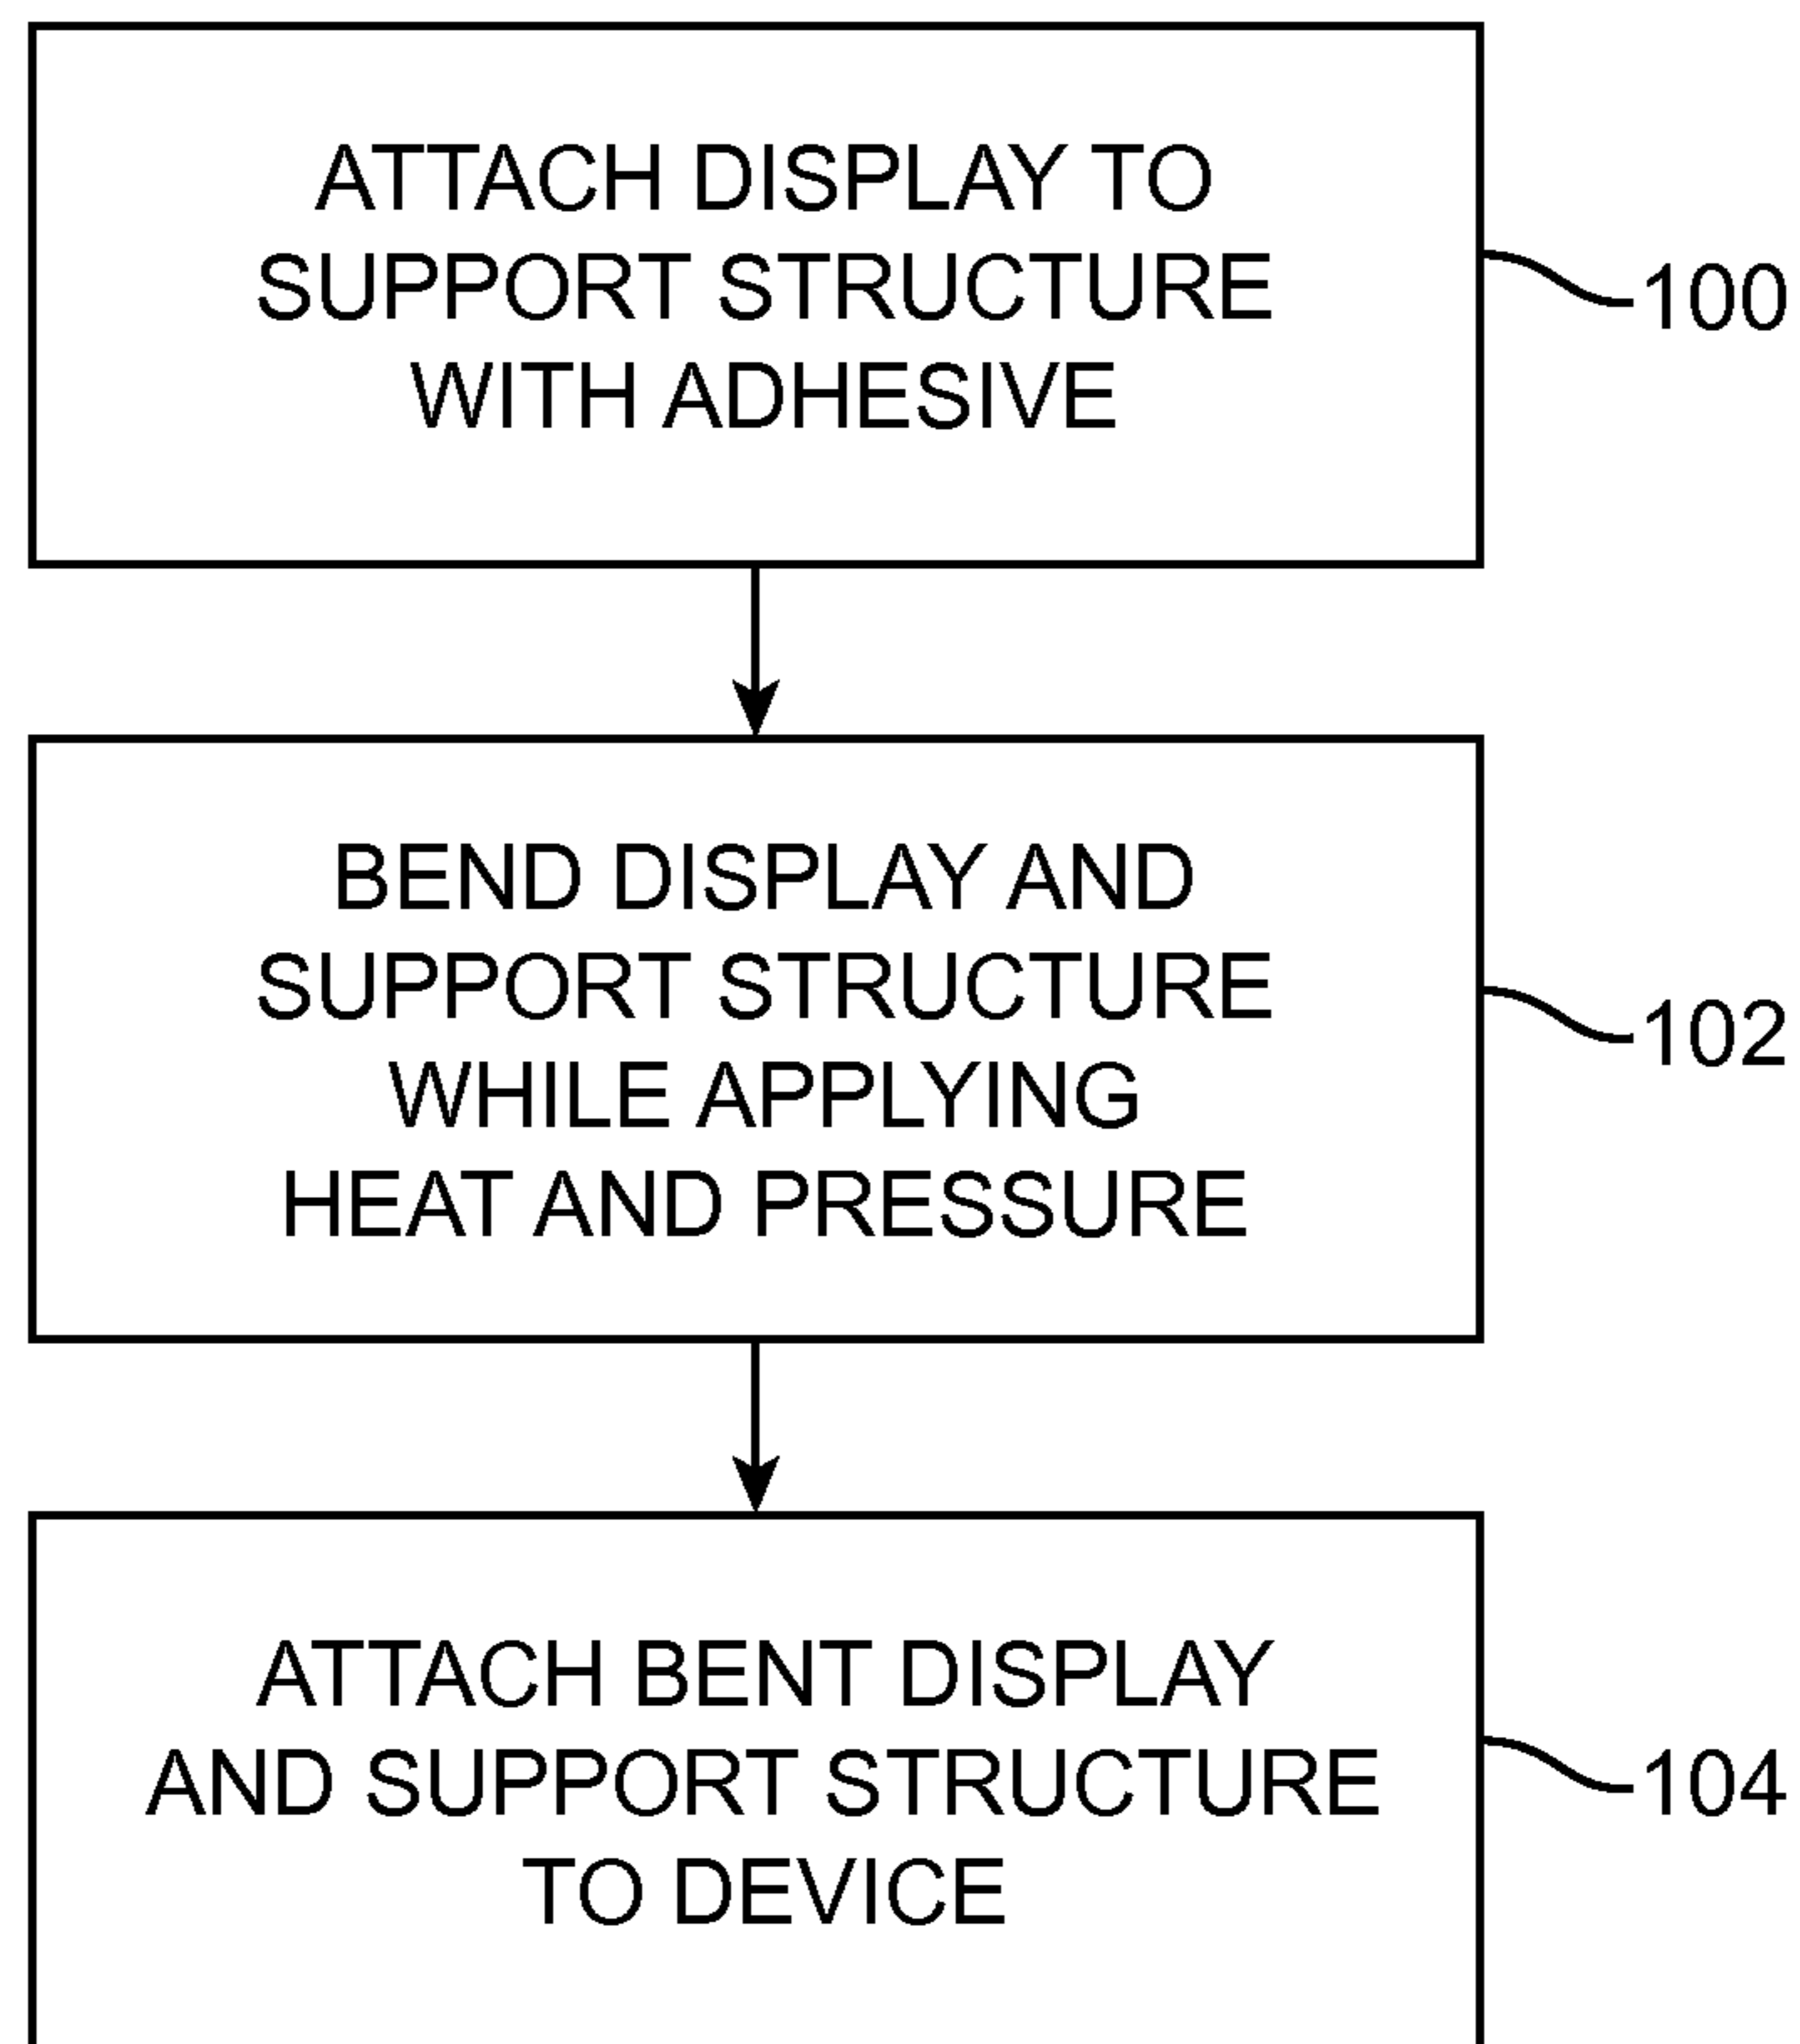 ATTACH DISPLAY TO
SUPPORT STRUCTURE
WITH ADHESIVE
100
BEND DISPLAY AND
SUPPORT STRUCTURE
WHILE APPLYING
HEAT AND PRESSURE
102
ATTACH BENT DISPLAY
AND SUPPORT STRUCTURE
TO DEVICE
104